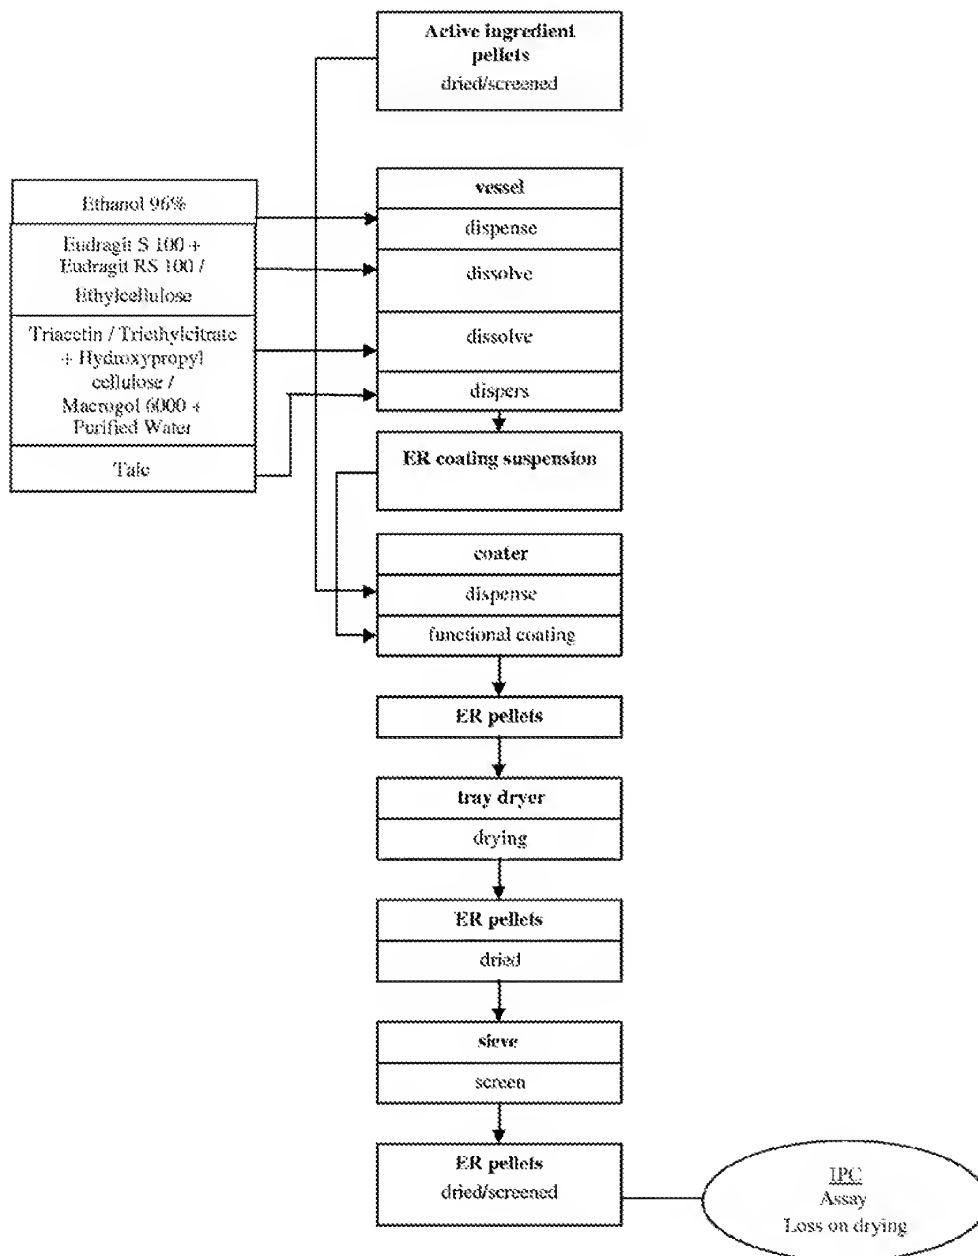 Active ingredient
pellets
dried/screened
Ethanol 96%
Eudragit S 100 +
Eudragit RS 100 /
Ethylcellulose
Triacetin / Triethylcitrate
+ Hydroxypropyl
cellulose /
Macrogol 6000 +
Purified Water
Talc
vessel
dispense
dissolve
dissolve
dispers
ER coating suspension
coater
dispense
functional coating
ER pellets
tray dryer
drying
ER pellets
dried
sieve
screen
ER pellets
dried/screened
IPC
Assay
Loss on drying